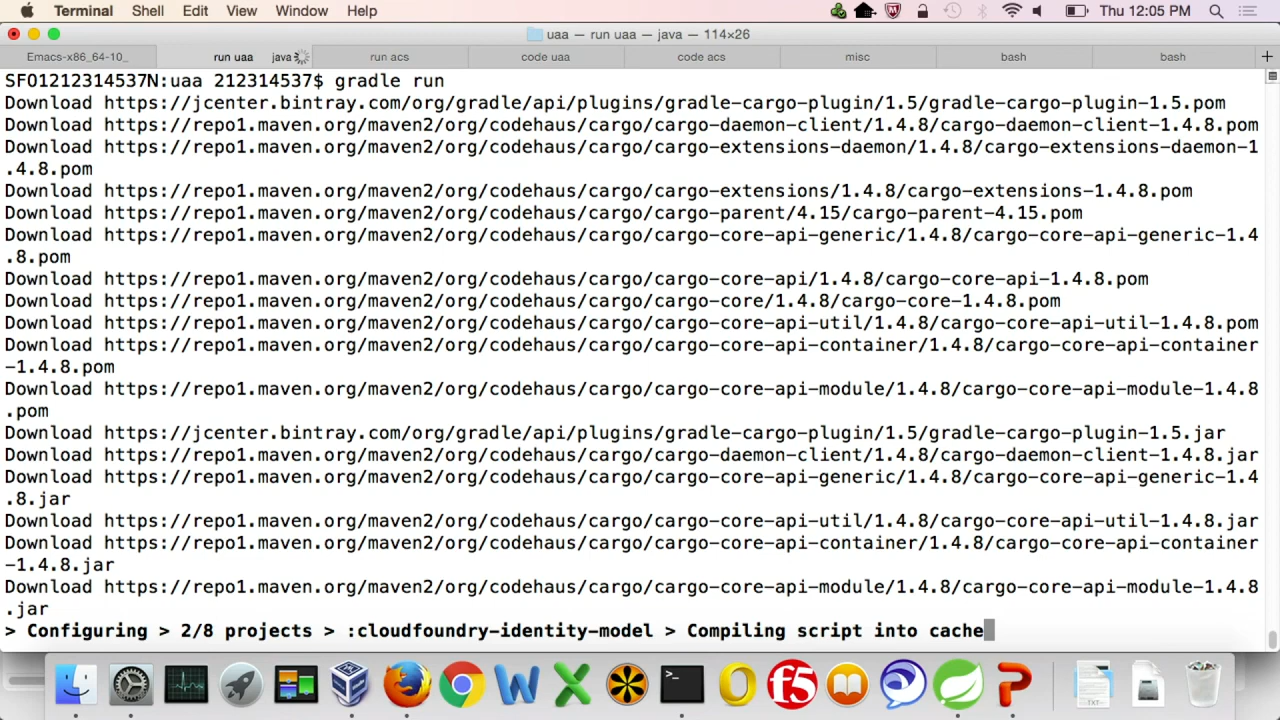 Terminal Shell Edit View Window Help Thu 12:05 PM
uaa — run uaa — java — 114×26
Emacs-x86_64-10_ run uaa java run acs code uaa code acs misc bash bash
SFO1212314537N:uaa 212314537$ gradle run
Download https://jcenter.bintray.com/org/gradle/api/plugins/gradle-cargo-plugin/1.5/gradle-cargo-plugin-1.5.pom
Download https://repo1.maven.org/maven2/org/codehaus/cargo/cargo-daemon-client/1.4.8/cargo-daemon-client-1.4.8.pom
Download https://repo1.maven.org/maven2/org/codehaus/cargo/cargo-extensions-daemon/1.4.8/cargo-extensions-daemon-1
.4.8.pom
Download https://repo1.maven.org/maven2/org/codehaus/cargo/cargo-extensions/1.4.8/cargo-extensions-1.4.8.pom
Download https://repo1.maven.org/maven2/org/codehaus/cargo/cargo-parent/4.15/cargo-parent-4.15.pom
Download https://repo1.maven.org/maven2/org/codehaus/cargo/cargo-core-api-generic/1.4.8/cargo-core-api-generic-1.4
.8.pom
Download https://repo1.maven.org/maven2/org/codehaus/cargo/cargo-core-api/1.4.8/cargo-core-api-1.4.8.pom
Download https://repo1.maven.org/maven2/org/codehaus/cargo/cargo-core/1.4.8/cargo-core-1.4.8.pom
Download https://repo1.maven.org/maven2/org/codehaus/cargo/cargo-core-api-util/1.4.8/cargo-core-api-util-1.4.8.pom
Download https://repo1.maven.org/maven2/org/codehaus/cargo/cargo-core-api-container/1.4.8/cargo-core-api-container
-1.4.8.pom
Download https://repo1.maven.org/maven2/org/codehaus/cargo/cargo-core-api-module/1.4.8/cargo-core-api-module-1.4.8
.pom
Download https://jcenter.bintray.com/org/gradle/api/plugins/gradle-cargo-plugin/1.5/gradle-cargo-plugin-1.5.jar
Download https://repo1.maven.org/maven2/org/codehaus/cargo/cargo-daemon-client/1.4.8/cargo-daemon-client-1.4.8.jar
Download https://repo1.maven.org/maven2/org/codehaus/cargo/cargo-core-api-generic/1.4.8/cargo-core-api-generic-1.4
.8.jar
Download https://repo1.maven.org/maven2/org/codehaus/cargo/cargo-core-api-util/1.4.8/cargo-core-api-util-1.4.8.jar
Download https://repo1.maven.org/maven2/org/codehaus/cargo/cargo-core-api-container/1.4.8/cargo-core-api-container
-1.4.8.jar
Download https://repo1.maven.org/maven2/org/codehaus/cargo/cargo-core-api-module/1.4.8/cargo-core-api-module-1.4.8
.jar
> Configuring > 2/8 projects > :cloudfoundry-identity-model > Compiling script into cache
f5